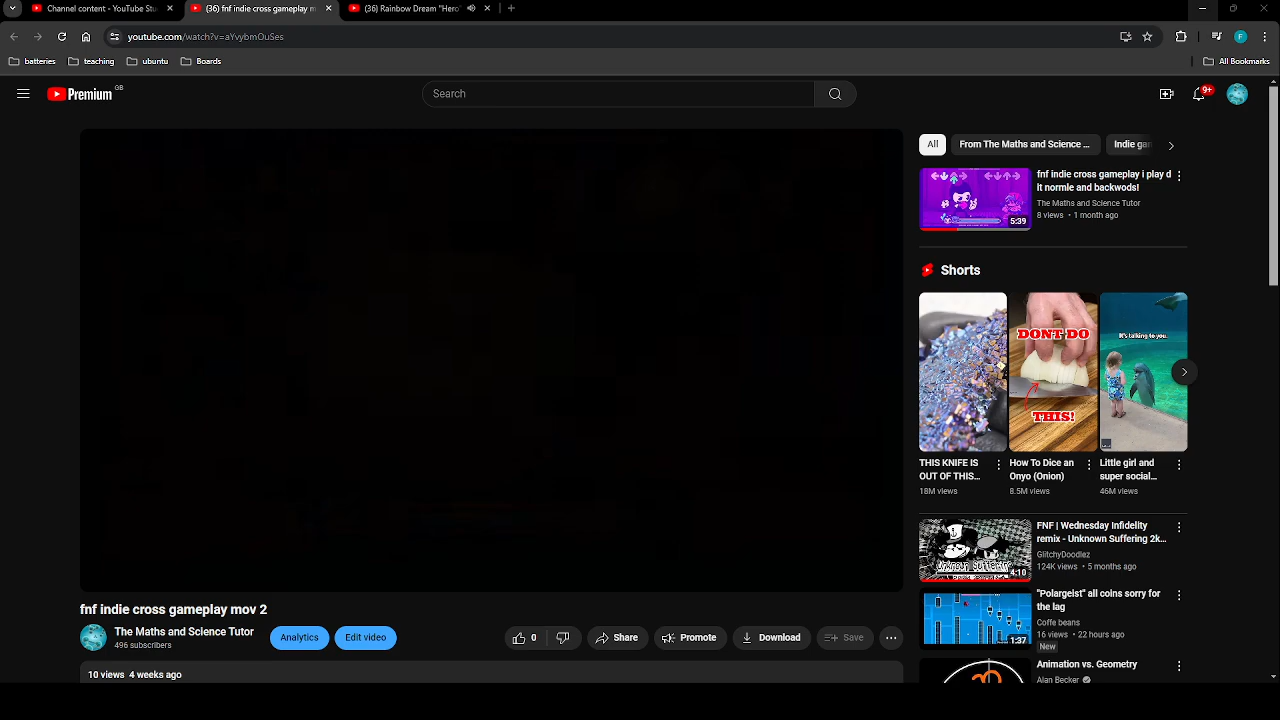 Channel content - YouTube Stu
(36) fnf indie cross gameplay m
(36) Rainbow Dream "Hero
youtube.com/watch?v=aYvybmOuSes
F
batteries
teaching
ubuntu
Boards
All Bookmarks
Premium GB
Search
9+
All
From The Maths and Science ...
Indie gar
fnf indie cross gameplay i play d
it normle and backwods!
The Maths and Science Tutor
8 views • 1 month ago
5:39
Shorts
DONT DO
THIS!
It's talking to you.
THIS KNIFE IS
OUT OF THIS...
18M views
How To Dice an
Onyo (Onion)
8.5M views
Little girl and
super social...
46M views
FNF | Wednesday Infidelity
remix - Unknown Suffering 2k...
GlitchyDoodlez
124K views • 5 months ago
UNKNOWN SUFFERING
4:10
"Polargeist" all coins sorry for
the lag
Coffe beans
16 views • 22 hours ago
New
1:37
Animation vs. Geometry
Alan Becker
fnf indie cross gameplay mov 2
The Maths and Science Tutor
496 subscribers
Analytics
Edit video
0
Share
Promote
Download
Save
10 views 4 weeks ago